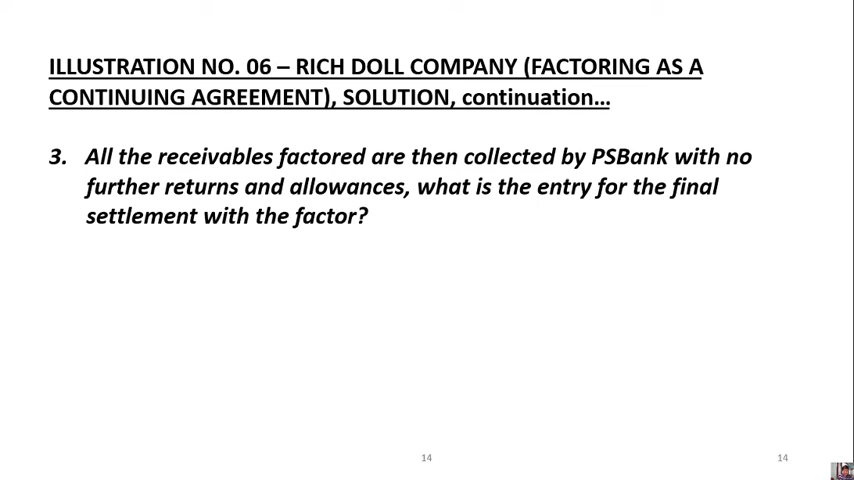 ILLUSTRATION NO. 06 – RICH DOLL COMPANY (FACTORING AS A
CONTINUING AGREEMENT), SOLUTION, continuation…
3. All the receivables factored are then collected by PSBank with no
further returns and allowances, what is the entry for the final
settlement with the factor?
14
14